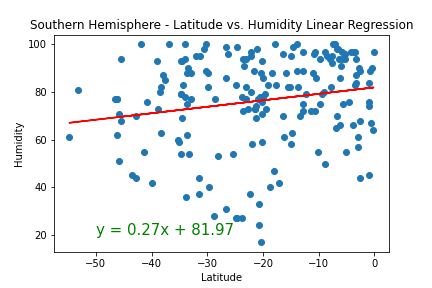 Southern Hemisphere - Latitude vs. Humidity Linear Regression
100
80
60
40
20
Humidity
y = 0.27x + 81.97
−50
−40
−30
−20
−10
0
Latitude